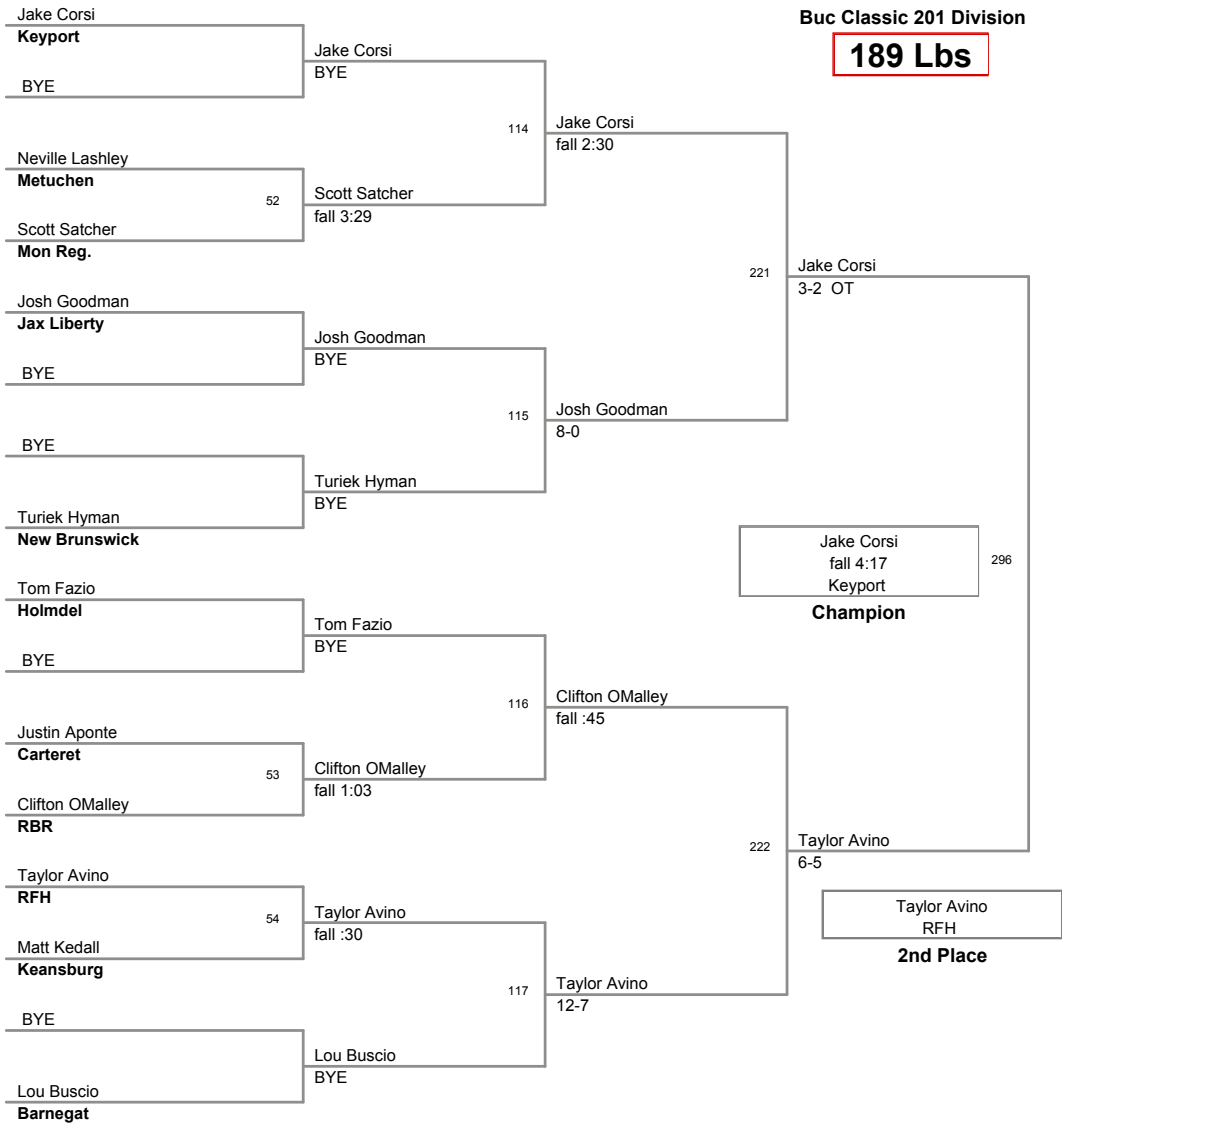 Jake Corsi
Keyport
BYE
Neville Lashley
Metuchen
52
Scott Satcher
Mon Reg.
Josh Goodman
Jax Liberty
BYE
BYE
Turiek Hyman
New Brunswick
Tom Fazio
Holmdel
BYE
Justin Aponte
Carteret
53
Clifton OMalley
RBR
Taylor Avino
RFH
54
Matt Kedall
Keansburg
BYE
Lou Buscio
Barnegat
Jake Corsi
BYE
114
Scott Satcher
fall 3:29
Josh Goodman
BYE
115
Turiek Hyman
BYE
Tom Fazio
BYE
116
Clifton OMalley
fall 1:03
Taylor Avino
fall :30
117
Lou Buscio
BYE
Jake Corsi
fall 2:30
221
Josh Goodman
8-0
Clifton OMalley
fall :45
222
Taylor Avino
12-7
Buc Classic 201 Division
189 Lbs
Jake Corsi
3-2 OT
Jake Corsi
fall 4:17
Keyport
296
Champion
Taylor Avino
6-5
Taylor Avino
RFH
2nd Place